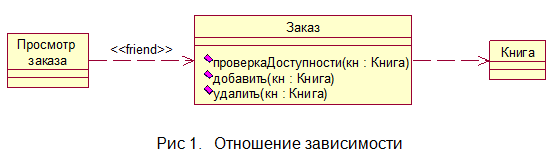 Просмотр
заказа
<<friend>>
Заказ
проверкаДоступности(кн : Книга)
добавить(кн : Книга)
удалить(кн : Книга)
Книга
Рис 1. Отношение зависимости